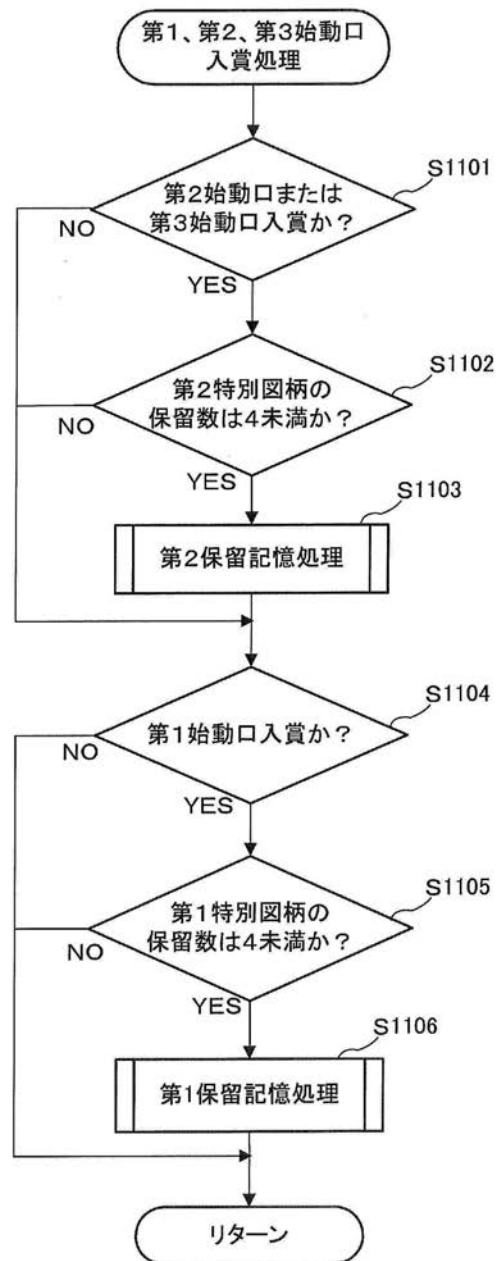 第1、第2、第3始動口
入賞処理
S1101
第2始動口または
第3始動口入賞か？
NO
YES
S1102
第2特別図柄の
保留数は4未満か？
NO
YES
S1103
第2保留記憶処理
S1104
第1始動口入賞か？
NO
YES
S1105
第1特別図柄の
保留数は4未満か？
NO
YES
S1106
第1保留記憶処理
リターン